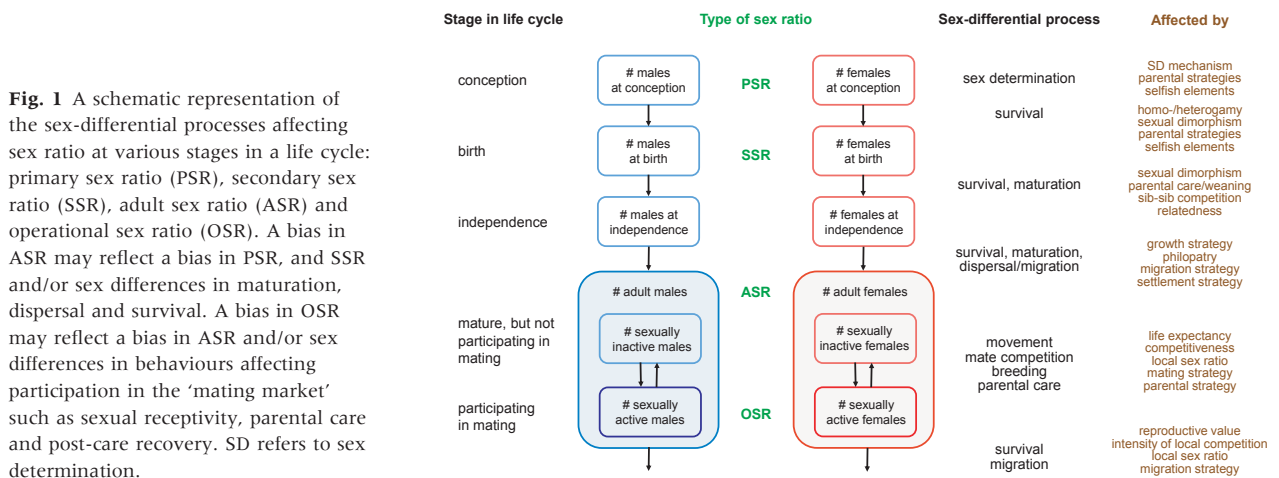 Fig. 1 A schematic representation of
the sex-differential processes affecting
sex ratio at various stages in a life cycle:
primary sex ratio (PSR), secondary sex
ratio (SSR), adult sex ratio (ASR) and
operational sex ratio (OSR). A bias in
ASR may reflect a bias in PSR, and SSR
and/or sex differences in maturation,
dispersal and survival. A bias in OSR
may reflect a bias in ASR and/or sex
differences in behaviours affecting
participation in the ‘mating market’
such as sexual receptivity, parental care
and post-care recovery. SD refers to sex
determination.
Stage in life cycle
Type of sex ratio
Sex-differential process
Affected by
conception
# males
at conception
PSR
# females
at conception
sex determination
SD mechanism
parental strategies
selfish elements
survival
homo-/heterogamy
sexual dimorphism
parental strategies
selfish elements
birth
# males
at birth
SSR
# females
at birth
survival, maturation
sexual dimorphism
parental care/weaning
sib-sib competition
relatedness
independence
# males at
independence
# females at
independence
survival, maturation,
dispersal/migration
growth strategy
philopatry
migration strategy
settlement strategy
# adult males
ASR
# adult females
mature, but not
participating in
mating
# sexually
inactive males
# sexually
inactive females
movement
mate competition
breeding
parental care
life expectancy
competitiveness
local sex ratio
mating strategy
parental strategy
participating
in mating
# sexually
active males
OSR
# sexually
active females
survival
migration
reproductive value
intensity of local competition
local sex ratio
migration strategy